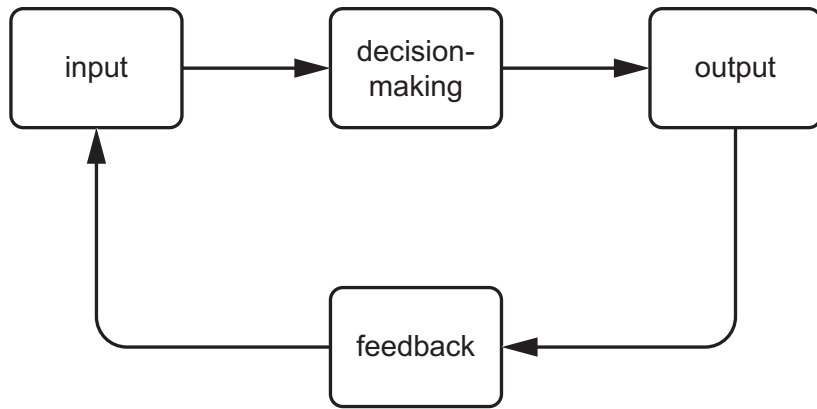 input
decision-
making
output
feedback